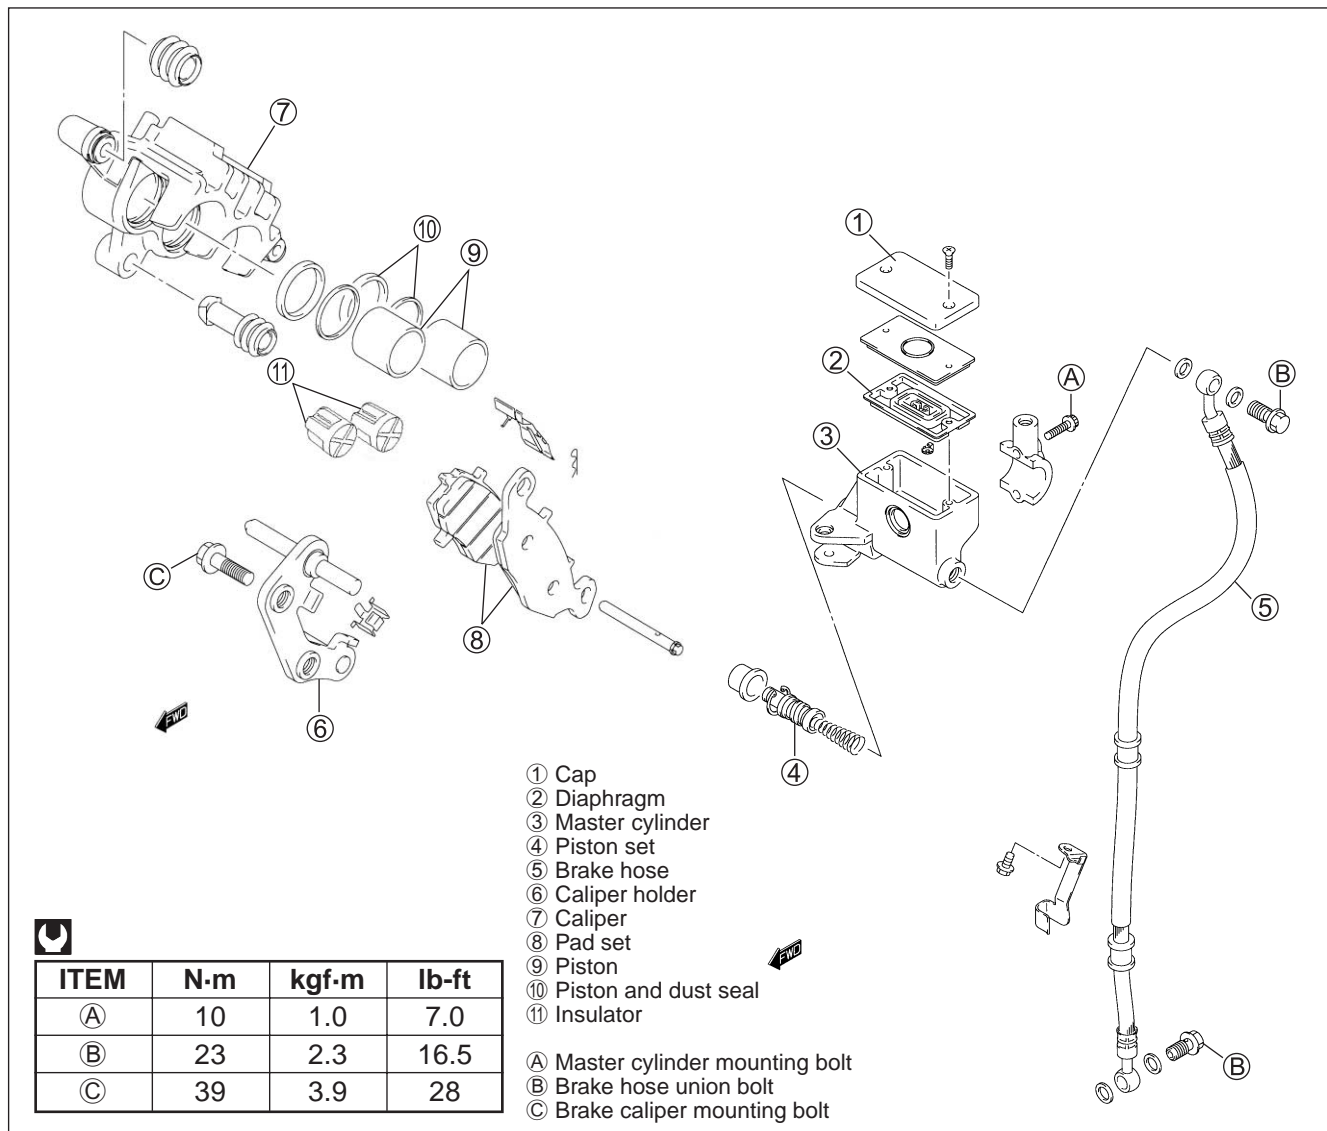 ⑦
①
⑩
⑨
②
Ⓐ
Ⓑ
⑪
③
Ⓒ
⑤
⑧
FWD
⑥
④
① Cap
② Diaphragm
③ Master cylinder
④ Piston set
⑤ Brake hose
⑥ Caliper holder
⑦ Caliper
⑧ Pad set
⑨ Piston
⑩ Piston and dust seal
⑪ Insulator
FWD
Ⓐ Master cylinder mounting bolt
Ⓑ Brake hose union bolt
Ⓒ Brake caliper mounting bolt
Ⓑ
ITEM N·m kgf·m lb-ft
Ⓐ 10 1.0 7.0
Ⓑ 23 2.3 16.5
Ⓒ 39 3.9 28